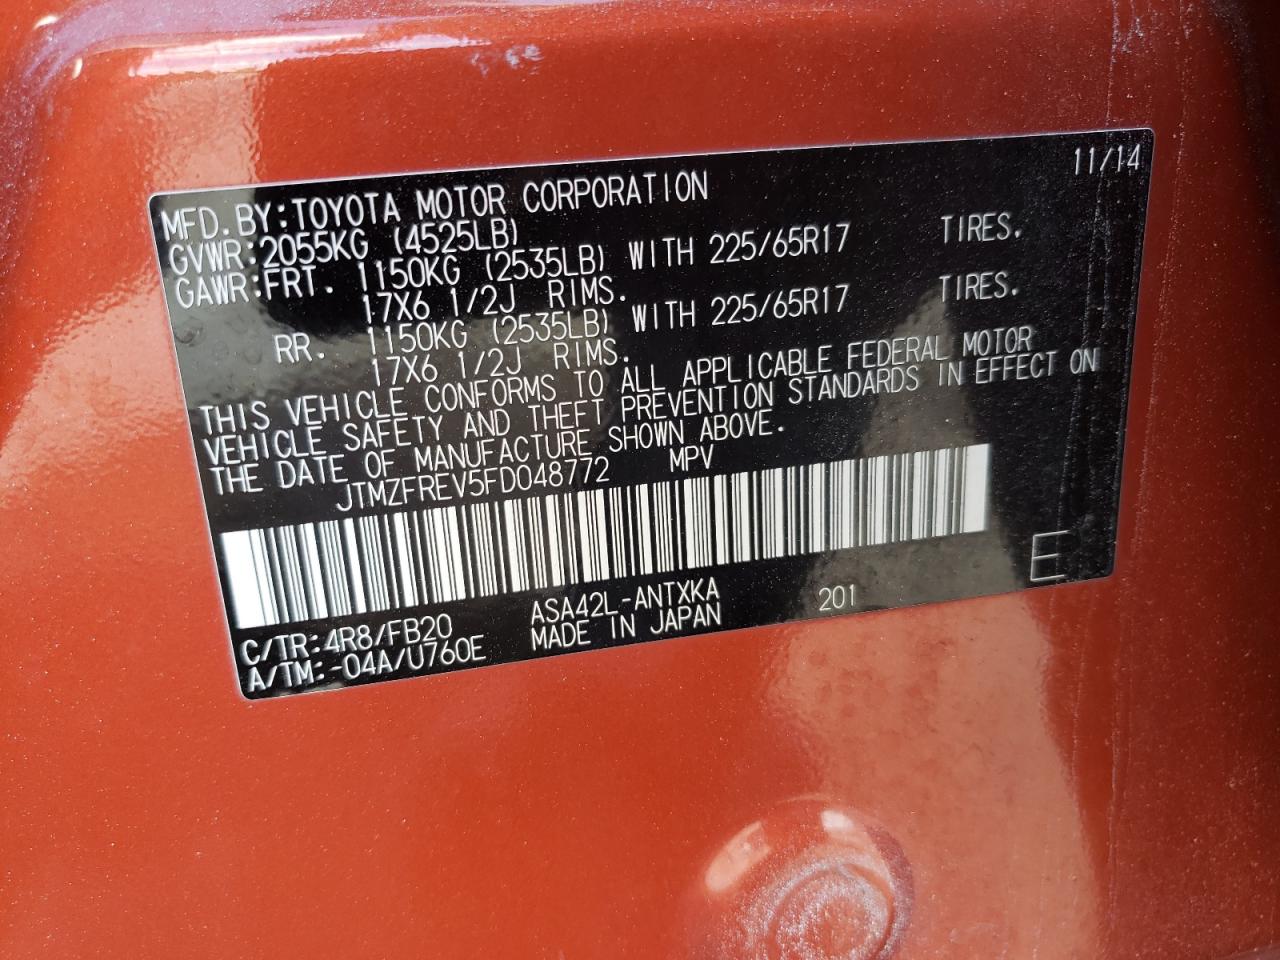 11/14
MFD.BY:TOYOTA MOTOR CORPORATION
GVWR:2055KG (4525LB)
GAWR:FRT. 1150KG (2535LB) WITH 225/65R17 TIRES.
17X6 1/2J RIMS.
RR. 1150KG (2535LB) WITH 225/65R17 TIRES.
17X6 1/2J RIMS.
THIS VEHICLE CONFORMS TO ALL APPLICABLE FEDERAL MOTOR
VEHICLE SAFETY AND THEFT PREVENTION STANDARDS IN EFFECT ON
THE DATE OF MANUFACTURE SHOWN ABOVE.
JTMZFREV5FD048772 MPV
E
C/TR:4R8/FB20 ASA42L-ANTXKA 201
A/TM:-04A/U760E MADE IN JAPAN